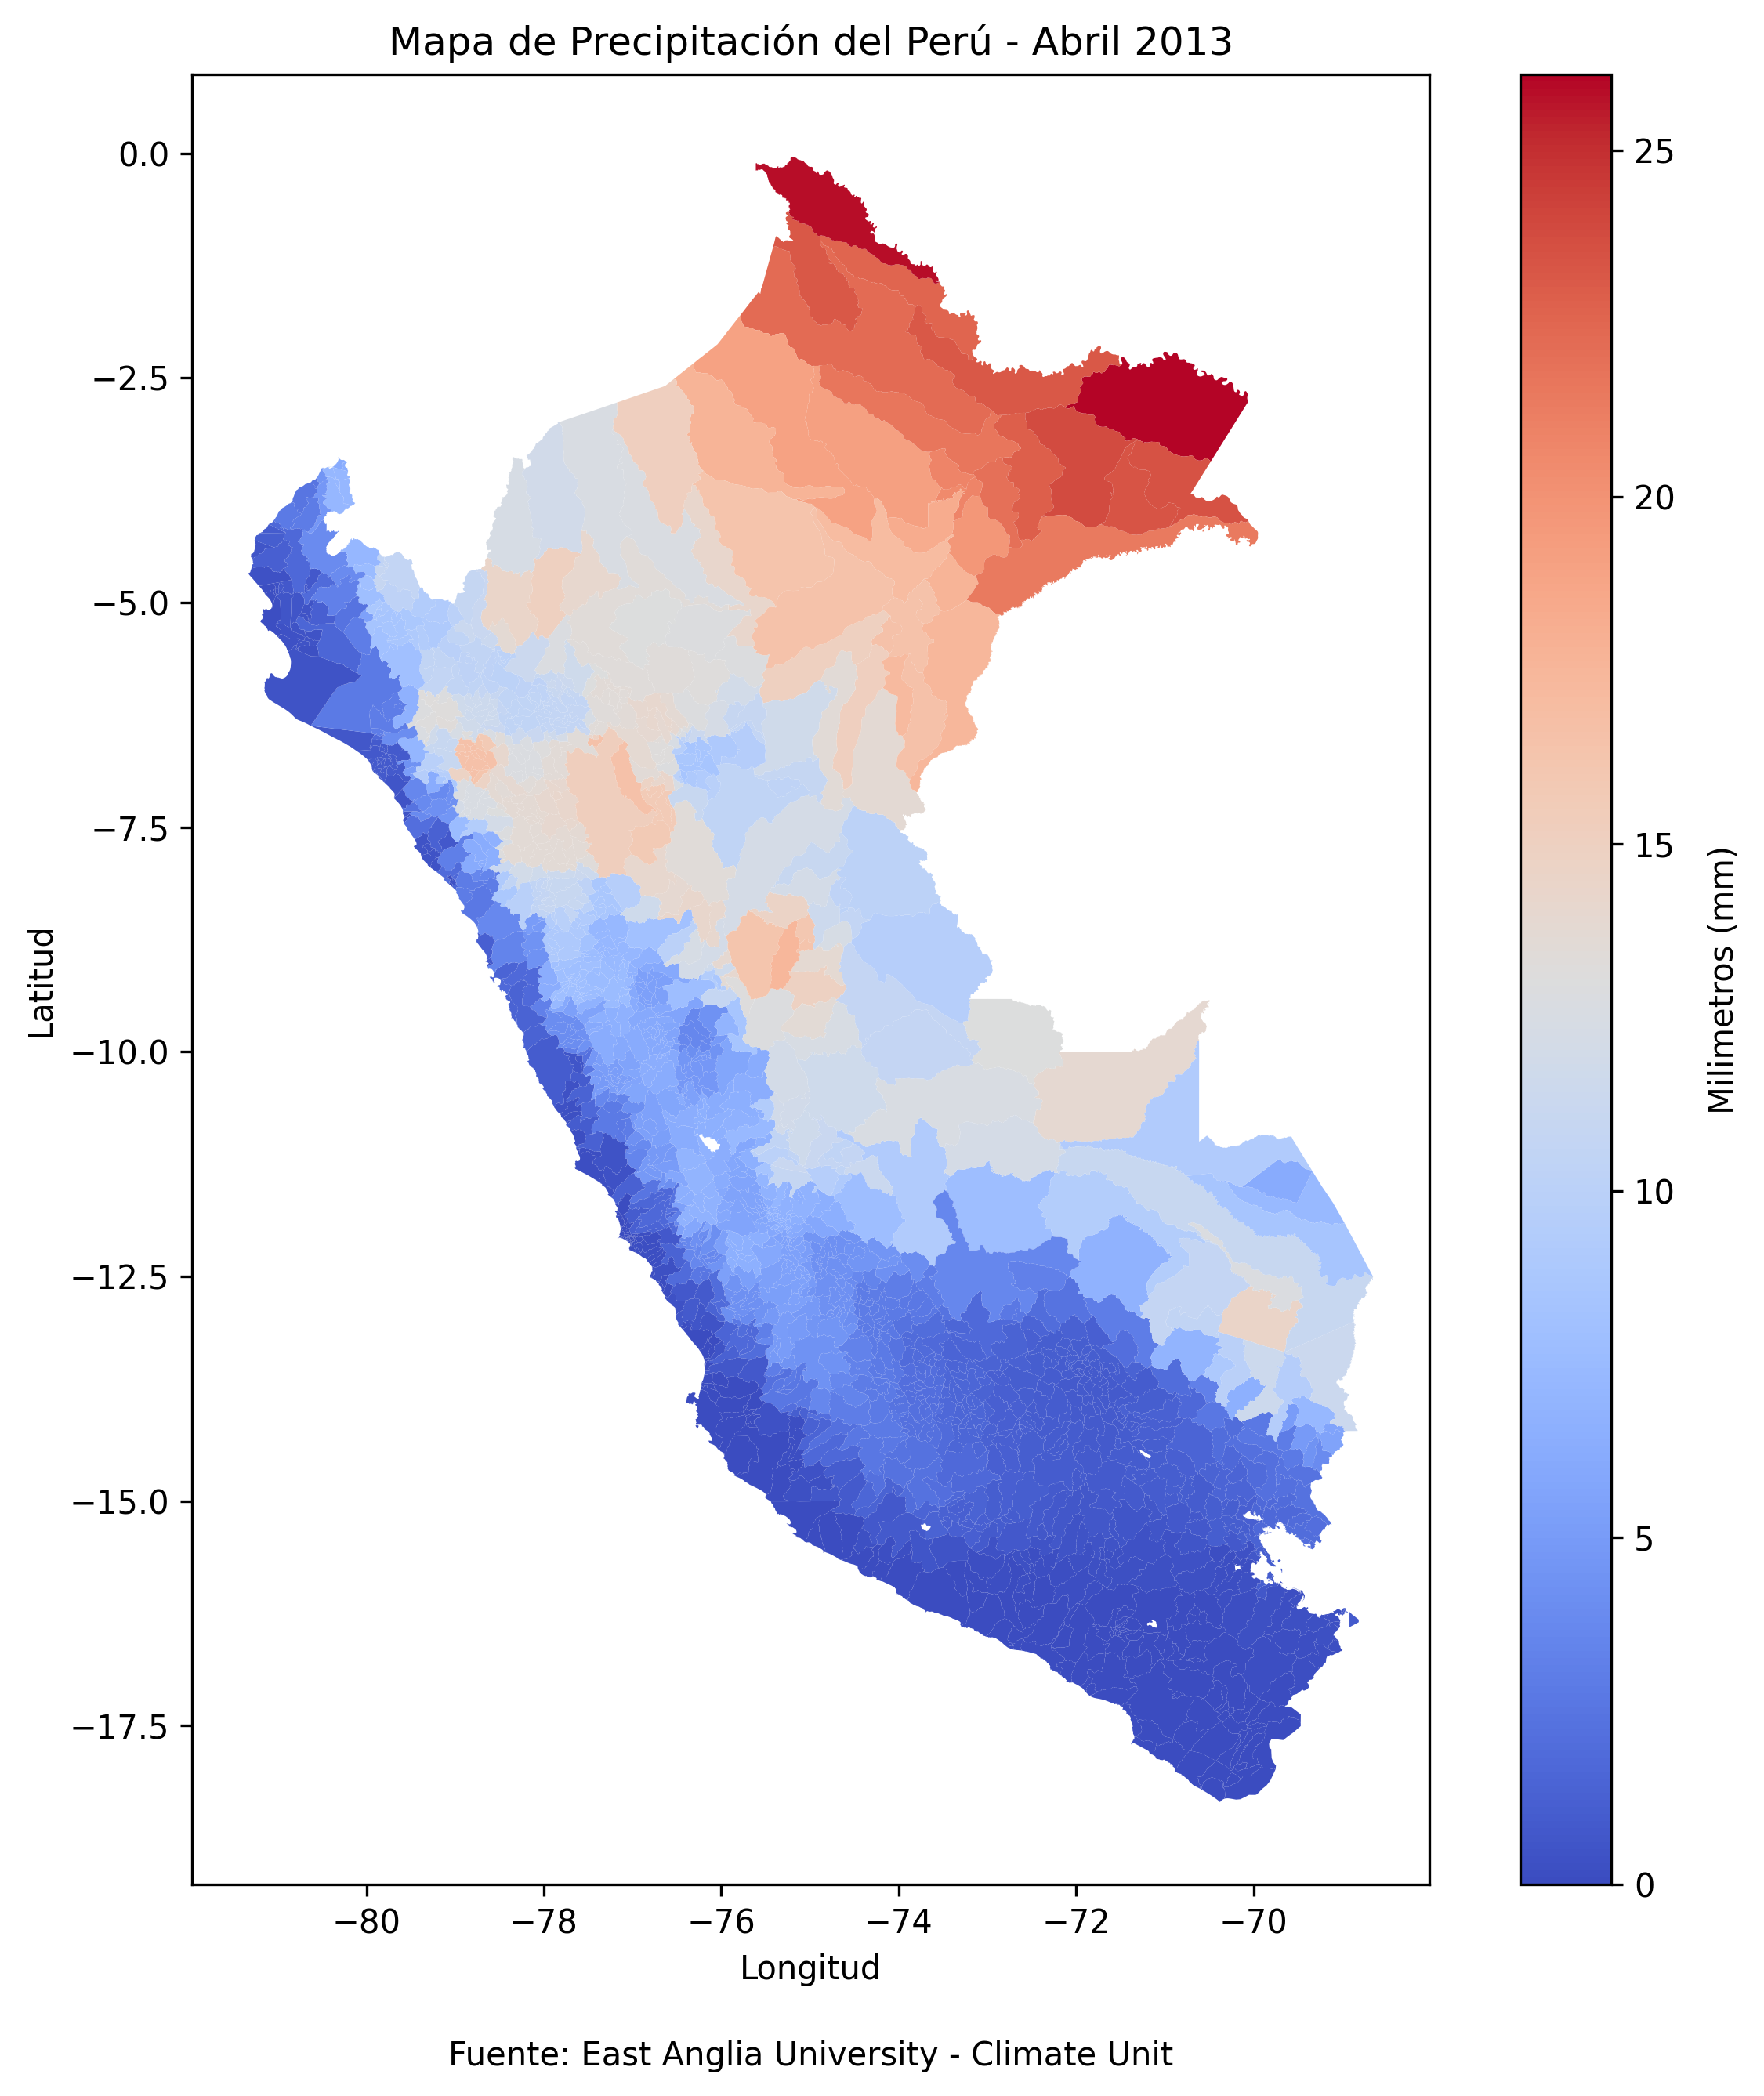 Mapa de Precipitación del Perú - Abril 2013
0.0
−2.5
−5.0
−7.5
−10.0
−12.5
−15.0
−17.5
Latitud
−80 −78 −76 −74 −72 −70
Longitud
25
20
15
10
5
0
Milimetros (mm)
Fuente: East Anglia University - Climate Unit